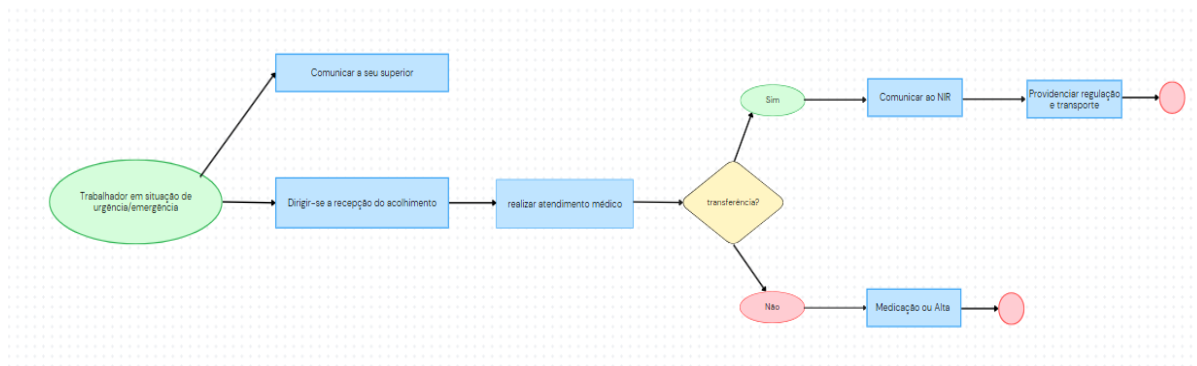 Comunicar a seu superior
Trabalhador em situação de
urgência/emergência
Dirigir-se a recepção do acolhimento
realizar atendimento médico
transferência?
Sim
Comunicar ao NIR
Providenciar regulação
e transporte
Não
Medicação ou Alta